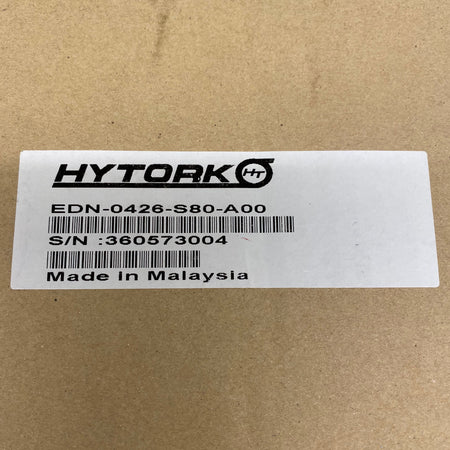 HYTORK HT
EDN-0426-S80-A00
S/N :360573004
Made in Malaysia